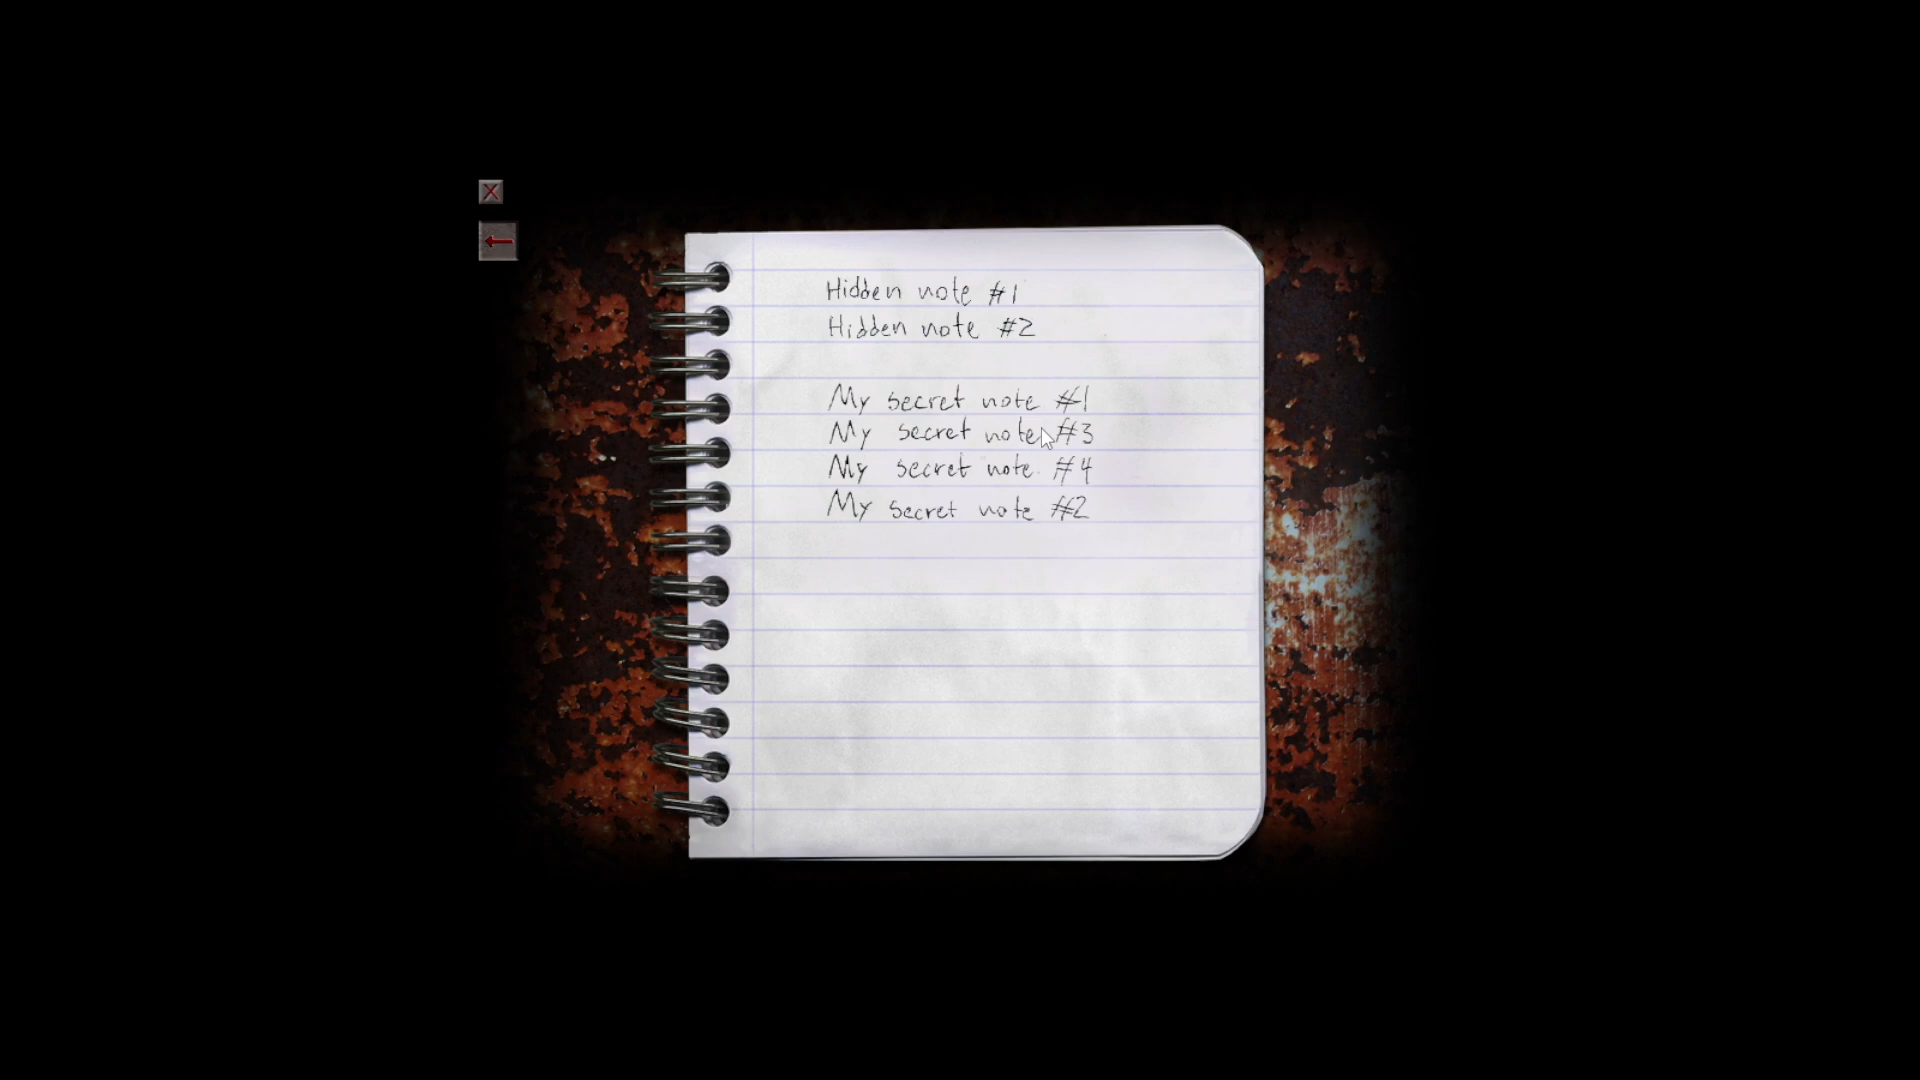 Hidden note #1
Hidden note #2
My secret note #1
My secret note #3
My secret note #4
My secret note #2